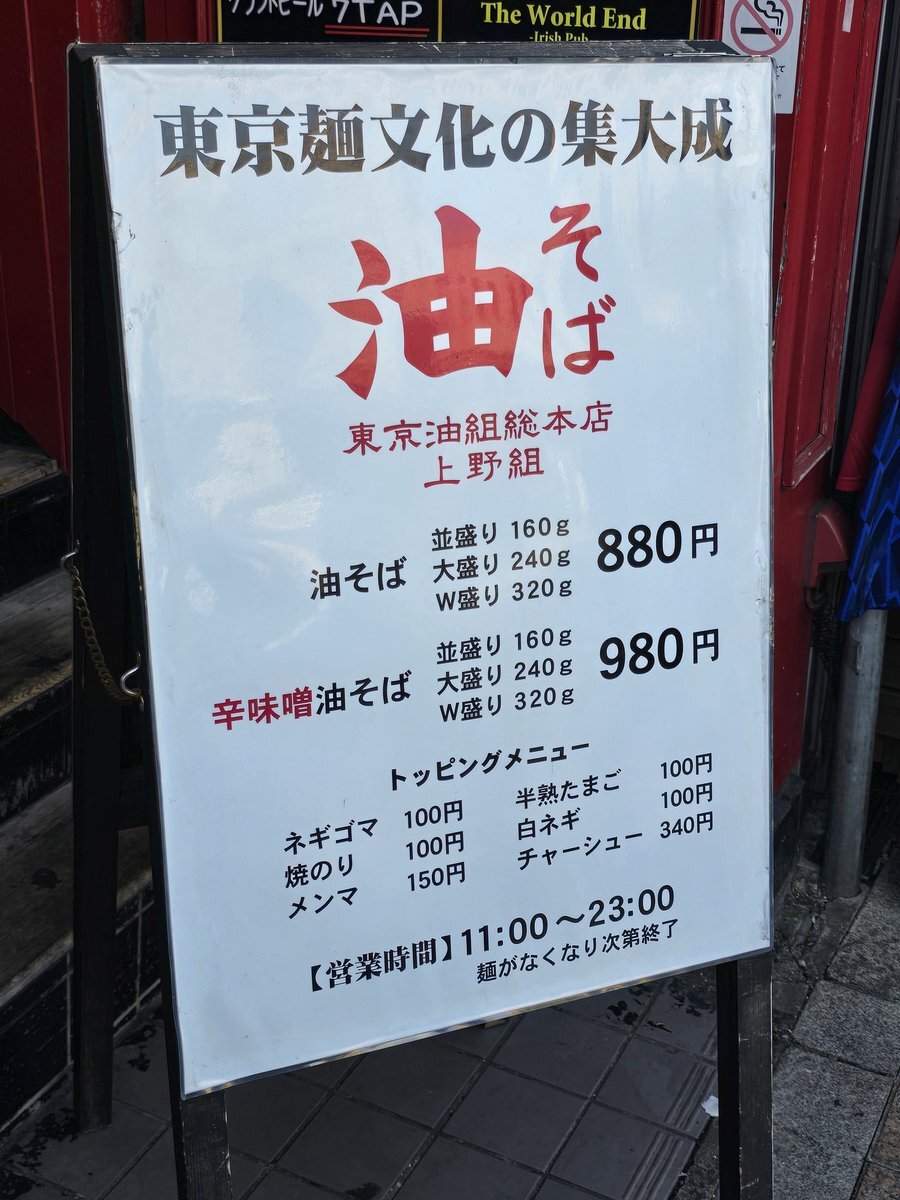 7TAP
The World End
-Irish Pub-
東京麺文化の集大成
油そば
東京油組総本店
上野組
油そば 並盛り 160g 大盛り 240g W盛り 320g 880円
辛味噌油そば 並盛り 160g 大盛り 240g W盛り 320g 980円
トッピングメニュー
ネギゴマ 100円 半熟たまご 100円
焼のり 100円 白ネギ 100円
メンマ 150円 チャーシュー 340円
【営業時間】11:00～23:00
麺がなくなり次第終了